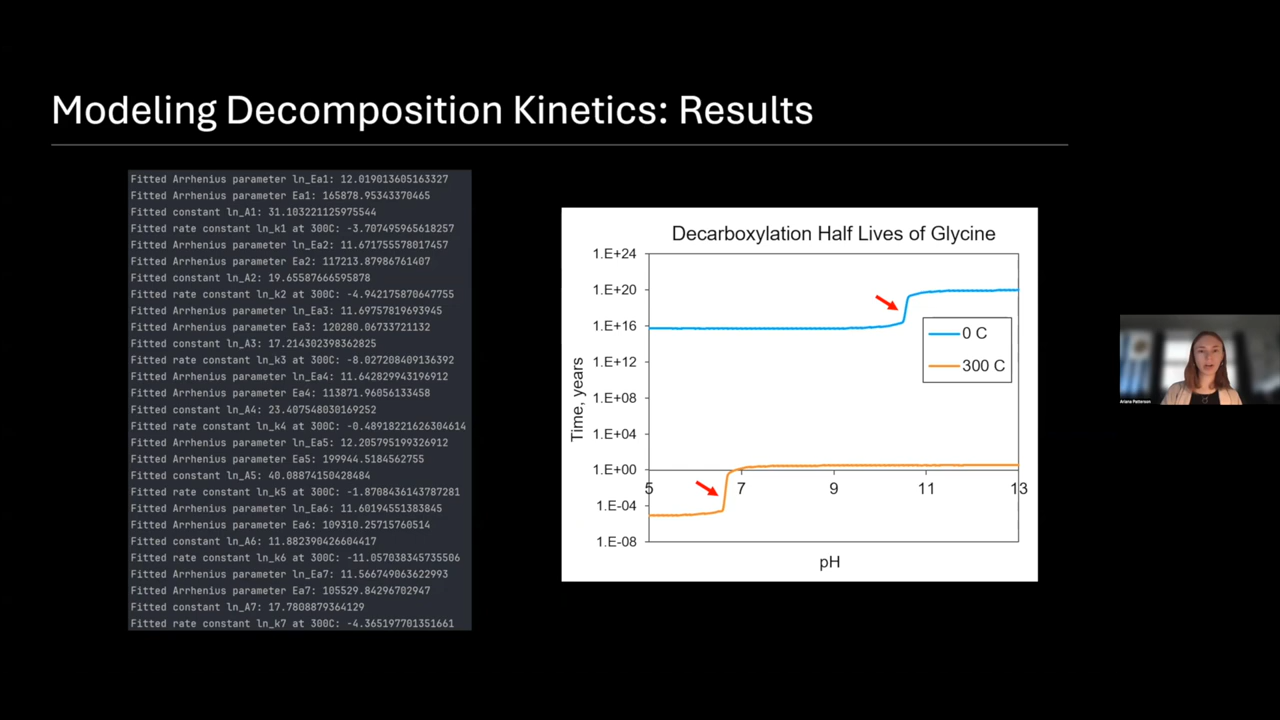 Modeling Decomposition Kinetics: Results
Fitted Arrhenius parameter ln_Ea1: 12.019013605163327
Fitted Arrhenius parameter Ea1: 165878.95343370465
Fitted constant ln_A1: 31.103221125975544
Fitted rate constant ln_k1 at 300C: -3.707495965618257
Fitted Arrhenius parameter ln_Ea2: 11.671755578017457
Fitted Arrhenius parameter Ea2: 117213.87986761407
Fitted constant ln_A2: 19.65587666595878
Fitted rate constant ln_k2 at 300C: -4.942175870647755
Fitted Arrhenius parameter ln_Ea3: 11.69757819693945
Fitted Arrhenius parameter Ea3: 120280.06733721132
Fitted constant ln_A3: 17.214302398362825
Fitted rate constant ln_k3 at 300C: -8.027208409136392
Fitted Arrhenius parameter ln_Ea4: 11.642829943196912
Fitted Arrhenius parameter Ea4: 113871.96056133458
Fitted constant ln_A4: 23.407548030169252
Fitted rate constant ln_k4 at 300C: -0.48918221626304614
Fitted Arrhenius parameter ln_Ea5: 12.205795199326912
Fitted Arrhenius parameter Ea5: 199944.5184562755
Fitted constant ln_A5: 40.08874150428484
Fitted rate constant ln_k5 at 300C: -1.8708436143787281
Fitted Arrhenius parameter ln_Ea6: 11.60194551383845
Fitted Arrhenius parameter Ea6: 109310.25715760514
Fitted constant ln_A6: 11.882390426604417
Fitted rate constant ln_k6 at 300C: -11.057038345735506
Fitted Arrhenius parameter ln_Ea7: 11.566749063622993
Fitted Arrhenius parameter Ea7: 105529.84296702947
Fitted constant ln_A7: 17.7808879364129
Fitted rate constant ln_k7 at 300C: -4.365197701351661
Decarboxylation Half Lives of Glycine
1.E+24
1.E+20
1.E+16
1.E+12
1.E+08
1.E+04
1.E+00
1.E-04
1.E-08
Time, years
0 C
300 C
5 7 9 11 13
pH
Ariana Patterson